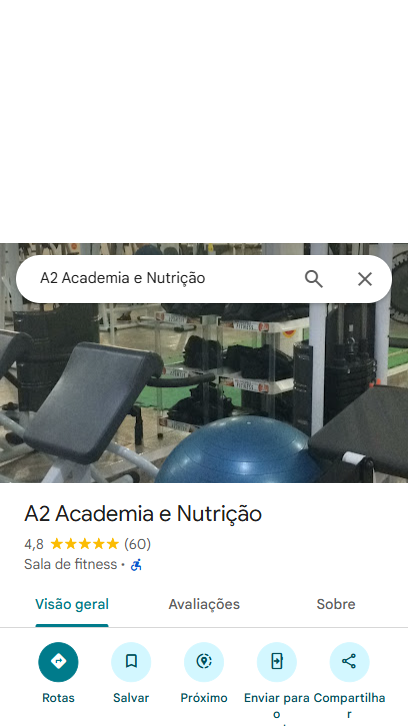 A2 Academia e Nutrição
A2 Academia e Nutrição
4,8 (60)
Sala de fitness ·
Visão geral Avaliações Sobre
Rotas Salvar Próximo Enviar para o Compartilhar